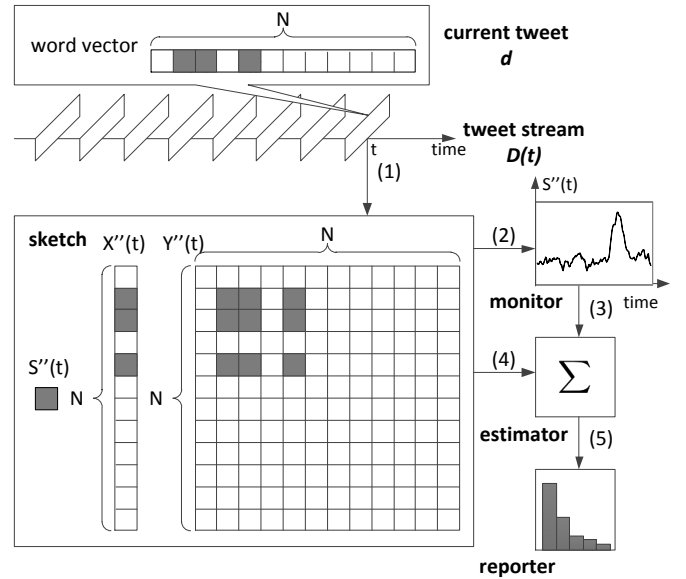 N
word vector
current tweet
d
tweet stream
D(t)
t
time
(1)
sketch
X''(t)
Y''(t)
N
S''(t)
N
N
(2)
S''(t)
monitor
time
(3)
(4)
∑
estimator
(5)
reporter